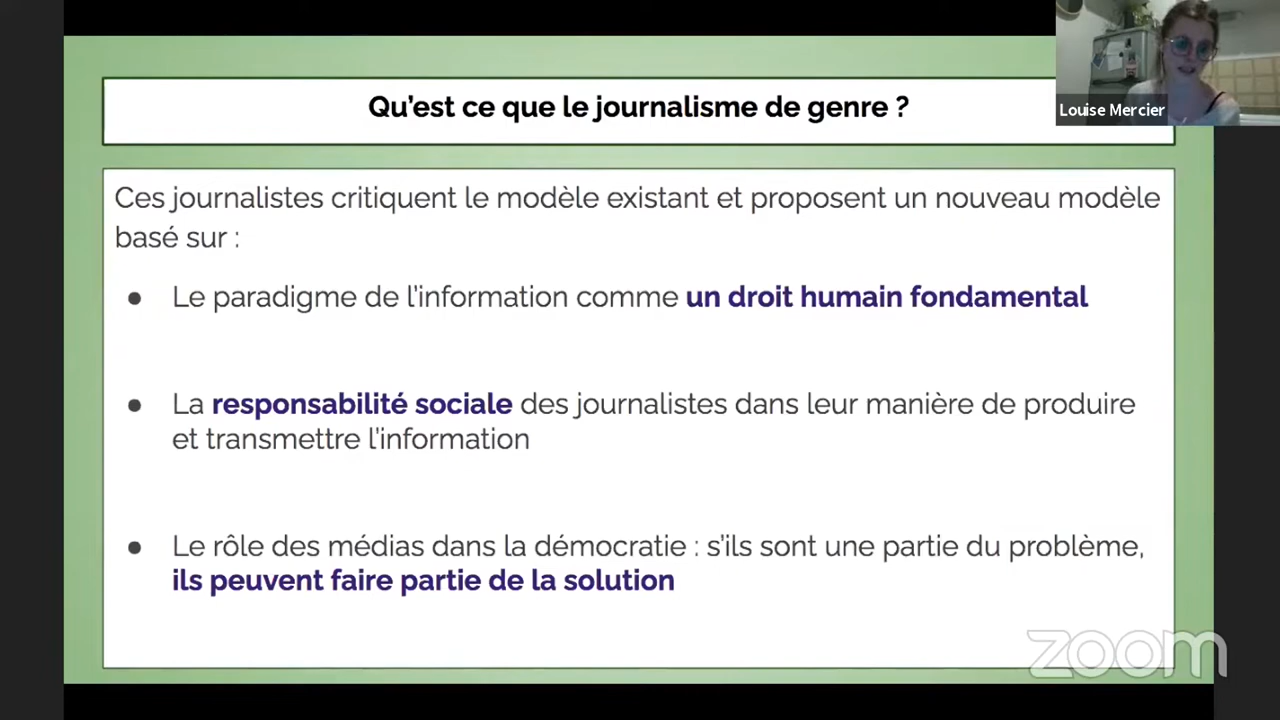 Qu'est ce que le journalisme de genre ?
Louise Mercier
Ces journalistes critiquent le modèle existant et proposent un nouveau modèle
basé sur :
● Le paradigme de l'information comme un droit humain fondamental
● La responsabilité sociale des journalistes dans leur manière de produire
et transmettre l'information
● Le rôle des médias dans la démocratie : s'ils sont une partie du problème,
ils peuvent faire partie de la solution
zoom